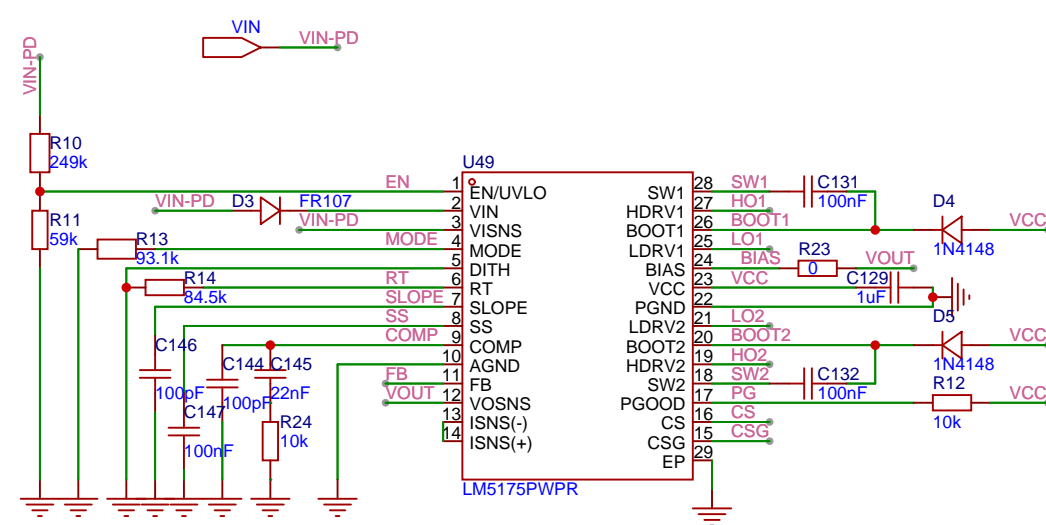 VIN
VIN-PD
VIN-PD
R10
249k
R11
59k
VIN-PD
D3
FR107
VIN-PD
R13
93.1k
R14
84.5k
EN
MODE
RT
SLOPE
SS
COMP
FB
VOUT
C146
100pF
C147
100nF
C144
100pF
C145
22nF
R24
10k
U49
1 EN/UVLO
2 VIN
3 VISNS
4 MODE
5 DITH
6 RT
7 SLOPE
8 SS
9 COMP
10 AGND
11 FB
12 VOSNS
13 ISNS(-)
14 ISNS(+)
SW1 28
HDRV1 27
BOOT1 26
LDRV1 25
BIAS 24
VCC 23
PGND 22
LDRV2 21
BOOT2 20
HDRV2 19
SW2 18
PGOOD 17
CS 16
CSG 15
EP 29
LM5175PWPR
SW1
HO1
BOOT1
LO1
BIAS
VCC
LO2
BOOT2
HO2
SW2
PG
CS
CSG
C131
100nF
D4
1N4148
VCC
R23
0
VOUT
C129
1uF
D5
1N4148
VCC
C132
100nF
R12
10k
VCC